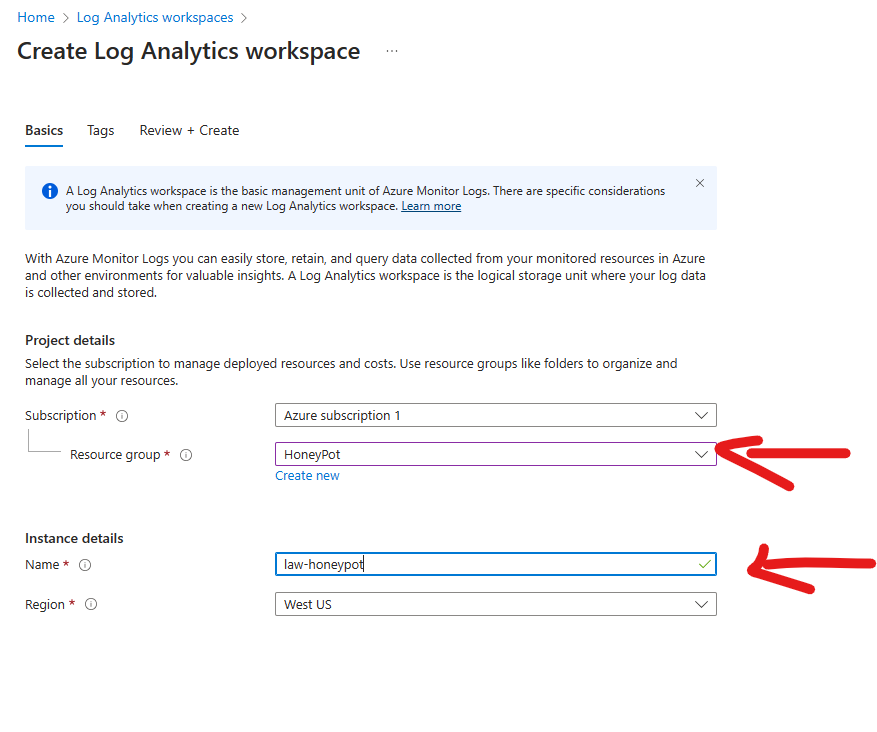 Home > Log Analytics workspaces >
Create Log Analytics workspace ...
Basics Tags Review + Create
A Log Analytics workspace is the basic management unit of Azure Monitor Logs. There are specific considerations
you should take when creating a new Log Analytics workspace. Learn more
With Azure Monitor Logs you can easily store, retain, and query data collected from your monitored resources in Azure
and other environments for valuable insights. A Log Analytics workspace is the logical storage unit where your log data
is collected and stored.
Project details
Select the subscription to manage deployed resources and costs. Use resource groups like folders to organize and
manage all your resources.
Subscription * Azure subscription 1
Resource group * HoneyPot
Create new
Instance details
Name * law-honeypot
Region * West US